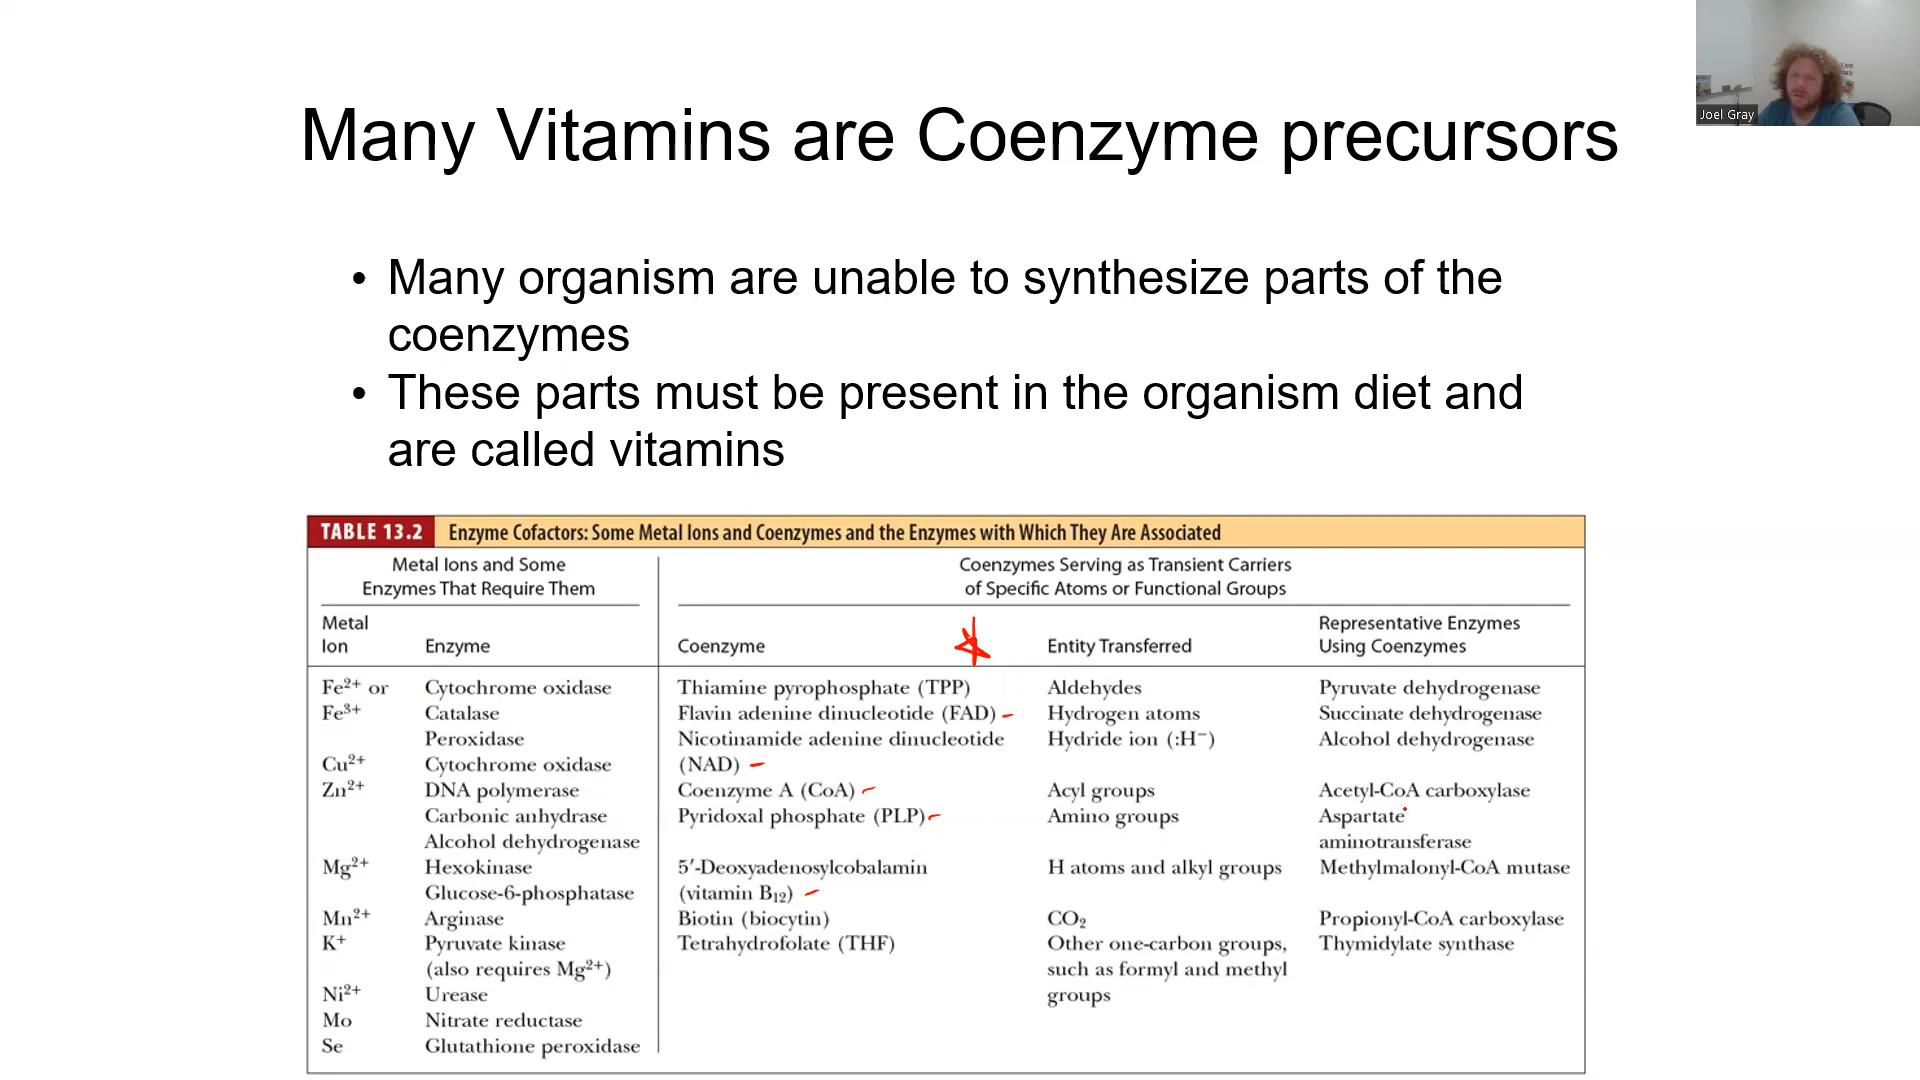 Many Vitamins are Coenzyme precursors
Joel Gray
• Many organism are unable to synthesize parts of the
coenzymes
• These parts must be present in the organism diet and
are called vitamins
TABLE 13.2 Enzyme Cofactors: Some Metal Ions and Coenzymes and the Enzymes with Which They Are Associated
Metal Ions and Some
Enzymes That Require Them
Coenzymes Serving as Transient Carriers
of Specific Atoms or Functional Groups
Metal
Ion
Enzyme
Coenzyme
Entity Transferred
Representative Enzymes
Using Coenzymes
Fe²⁺ or Cytochrome oxidase Thiamine pyrophosphate (TPP) Aldehydes Pyruvate dehydrogenase
Fe³⁺ Catalase Flavin adenine dinucleotide (FAD) Hydrogen atoms Succinate dehydrogenase
Peroxidase Nicotinamide adenine dinucleotide Hydride ion (:H⁻) Alcohol dehydrogenase
Cu²⁺ Cytochrome oxidase (NAD)
Zn²⁺ DNA polymerase Coenzyme A (CoA) Acyl groups Acetyl-CoA carboxylase
Carbonic anhydrase Pyridoxal phosphate (PLP) Amino groups Aspartate
Alcohol dehydrogenase aminotransferase
Mg²⁺ Hexokinase 5′-Deoxyadenosylcobalamin H atoms and alkyl groups Methylmalonyl-CoA mutase
Glucose-6-phosphatase (vitamin B₁₂)
Mn²⁺ Arginase Biotin (biocytin) CO₂ Propionyl-CoA carboxylase
K⁺ Pyruvate kinase Tetrahydrofolate (THF) Other one-carbon groups, Thymidylate synthase
(also requires Mg²⁺) such as formyl and methyl
Ni²⁺ Urease groups
Mo Nitrate reductase
Se Glutathione peroxidase